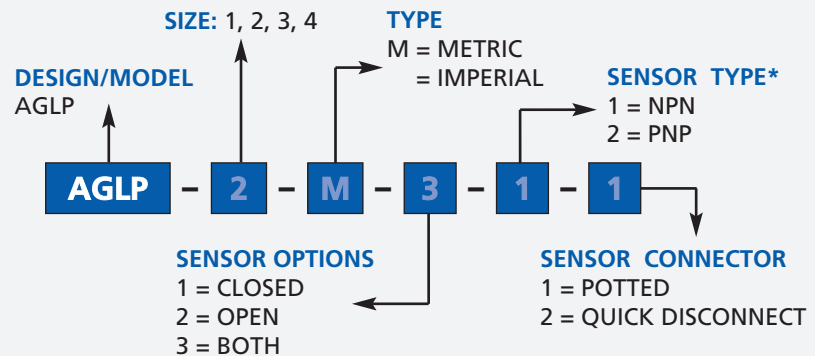 SIZE: 1, 2, 3, 4
TYPE
M = METRIC
= IMPERIAL
DESIGN/MODEL
AGLP
SENSOR TYPE*
1 = NPN
2 = PNP
AGLP - 2 - M - 3 - 1 - 1
SENSOR OPTIONS
1 = CLOSED
2 = OPEN
3 = BOTH
SENSOR CONNECTOR
1 = POTTED
2 = QUICK DISCONNECT